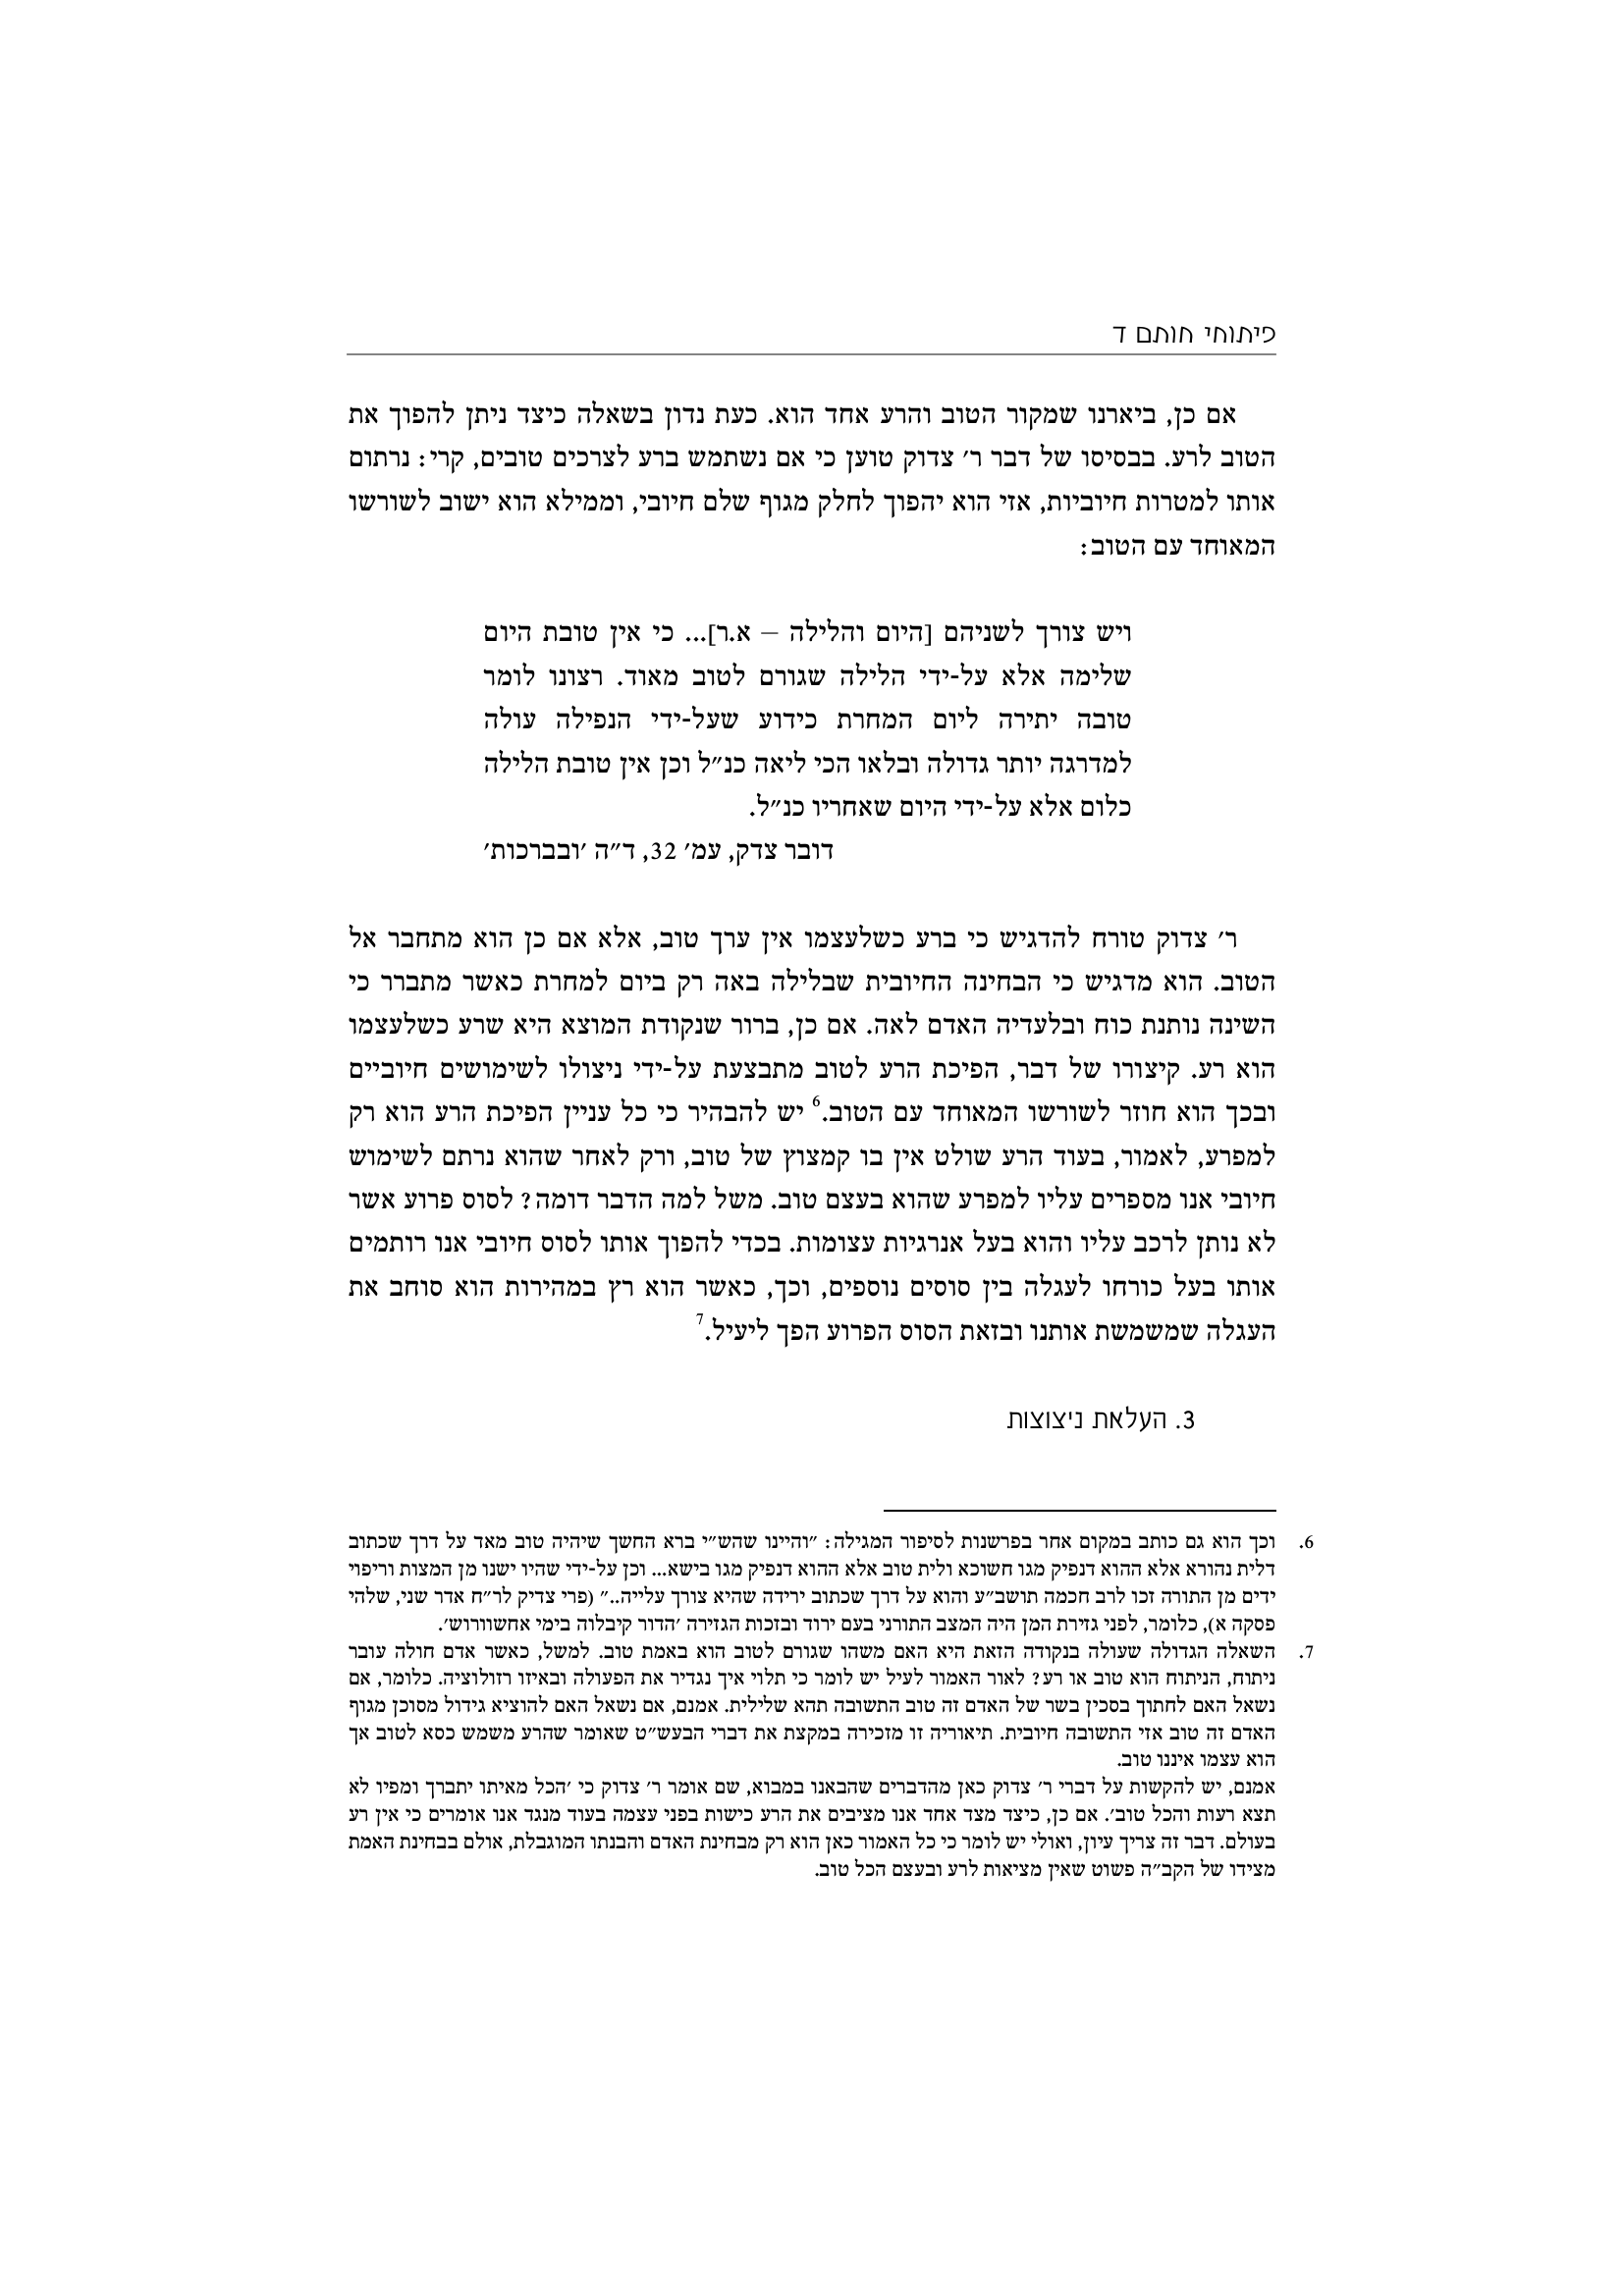 פיתוחי חותם ד
אם כן, ביארנו שמקור הטוב והרע אחד הוא. כעת נדון בשאלה כיצד ניתן להפוך את
הטוב לרע. בבסיסו של דבר ר׳ צדוק טוען כי אם נשתמש ברע לצרכים טובים, קרי: נרתום
אותו למטרות חיוביות, אזי הוא יהפוך לחלק מגוף שלם חיובי, וממילא הוא ישוב לשורשו
המאוחד עם הטוב:
ויש צורך לשניהם [היום והלילה – א.ר]... כי אין טובת היום
שלימה אלא על-ידי הלילה שגורם לטוב מאוד. רצונו לומר
טובה יתירה ליום המחרת כידוע שעל-ידי הנפילה עולה
למדרגה יותר גדולה ובלאו הכי ליאה כנ״ל וכן אין טובת הלילה
כלום אלא על-ידי היום שאחריו כנ״ל.
דובר צדק, עמ׳ 32, ד״ה ׳ובברכות׳
ר׳ צדוק טורח להדגיש כי ברע כשלעצמו אין ערך טוב, אלא אם כן הוא מתחבר אל
הטוב. הוא מדגיש כי הבחינה החיובית שבלילה באה רק ביום למחרת כאשר מתברר כי
השינה נותנת כוח ובלעדיה האדם לאה. אם כן, ברור שנקודת המוצא היא שרע כשלעצמו
הוא רע. קיצורו של דבר, הפיכת הרע לטוב מתבצעת על-ידי ניצולו לשימושים חיוביים
ובכך הוא חוזר לשורשו המאוחד עם הטוב.6 יש להבהיר כי כל עניין הפיכת הרע הוא רק
למפרע, לאמור, בעוד הרע שולט אין בו קמצוץ של טוב, ורק לאחר שהוא נרתם לשימוש
חיובי אנו מספרים עליו למפרע שהוא בעצם טוב. משל למה הדבר דומה? לסוס פרוע אשר
לא נותן לרכב עליו והוא בעל אנרגיות עצומות. בכדי להפוך אותו לסוס חיובי אנו רותמים
אותו בעל כורחו לעגלה בין סוסים נוספים, וכך, כאשר הוא רץ במהירות הוא סוחב את
העגלה שמשמשת אותנו ובזאת הסוס הפרוע הפך ליעיל.7
3. העלאת ניצוצות
6. וכך הוא גם כותב במקום אחר בפרשנות לסיפור המגילה: ״והיינו שהש״י ברא החשך שיהיה טוב מאד על דרך שכתוב
דלית נהורא אלא ההוא דנפיק מגו חשוכא ולית טוב אלא ההוא דנפיק מגו בישא... וכן על-ידי שהיו ישנו מן המצות וריפוי
ידים מן התורה זכו לרב חכמה תושב״ע והוא על דרך שכתוב ירידה שהיא צורך עלייה..״ (פרי צדיק לר״ח אדר שני, שלהי
פסקה א), כלומר, לפני גזירת המן היה המצב התורני בעם ירוד ובזכות הגזירה ׳הדור קיבלוה בימי אחשוורוש׳.
7. השאלה הגדולה שעולה בנקודה הזאת היא האם משהו שגורם לטוב הוא באמת טוב. למשל, כאשר אדם חולה עובר
ניתוח, הניתוח הוא טוב או רע? לאור האמור לעיל יש לומר כי תלוי איך נגדיר את הפעולה ובאיזו רזולוציה. כלומר, אם
נשאל האם לחתוך בסכין בשר של האדם זה טוב התשובה תהא שלילית. אמנם, אם נשאל האם להוציא גידול מסוכן מגוף
האדם זה טוב אזי התשובה חיובית. תיאוריה זו מזכירה במקצת את דברי הבעש״ט שאומר שהרע משמש כסא לטוב אך
הוא עצמו איננו טוב.
אמנם, יש להקשות על דברי ר׳ צדוק כאן מהדברים שהבאנו במבוא, שם אומר ר׳ צדוק כי ׳הכל מאיתו יתברך ומפיו לא
תצא רעות והכל טוב׳. אם כן, כיצד מצד אחד אנו מציבים את הרע כישות בפני עצמה בעוד מנגד אנו אומרים כי אין רע
בעולם. דבר זה צריך עיון, ואולי יש לומר כי כל האמור כאן הוא רק מבחינת האדם והבנתו המוגבלת, אולם בבחינת האמת
מצידו של הקב״ה פשוט שאין מציאות לרע ובעצם הכל טוב.